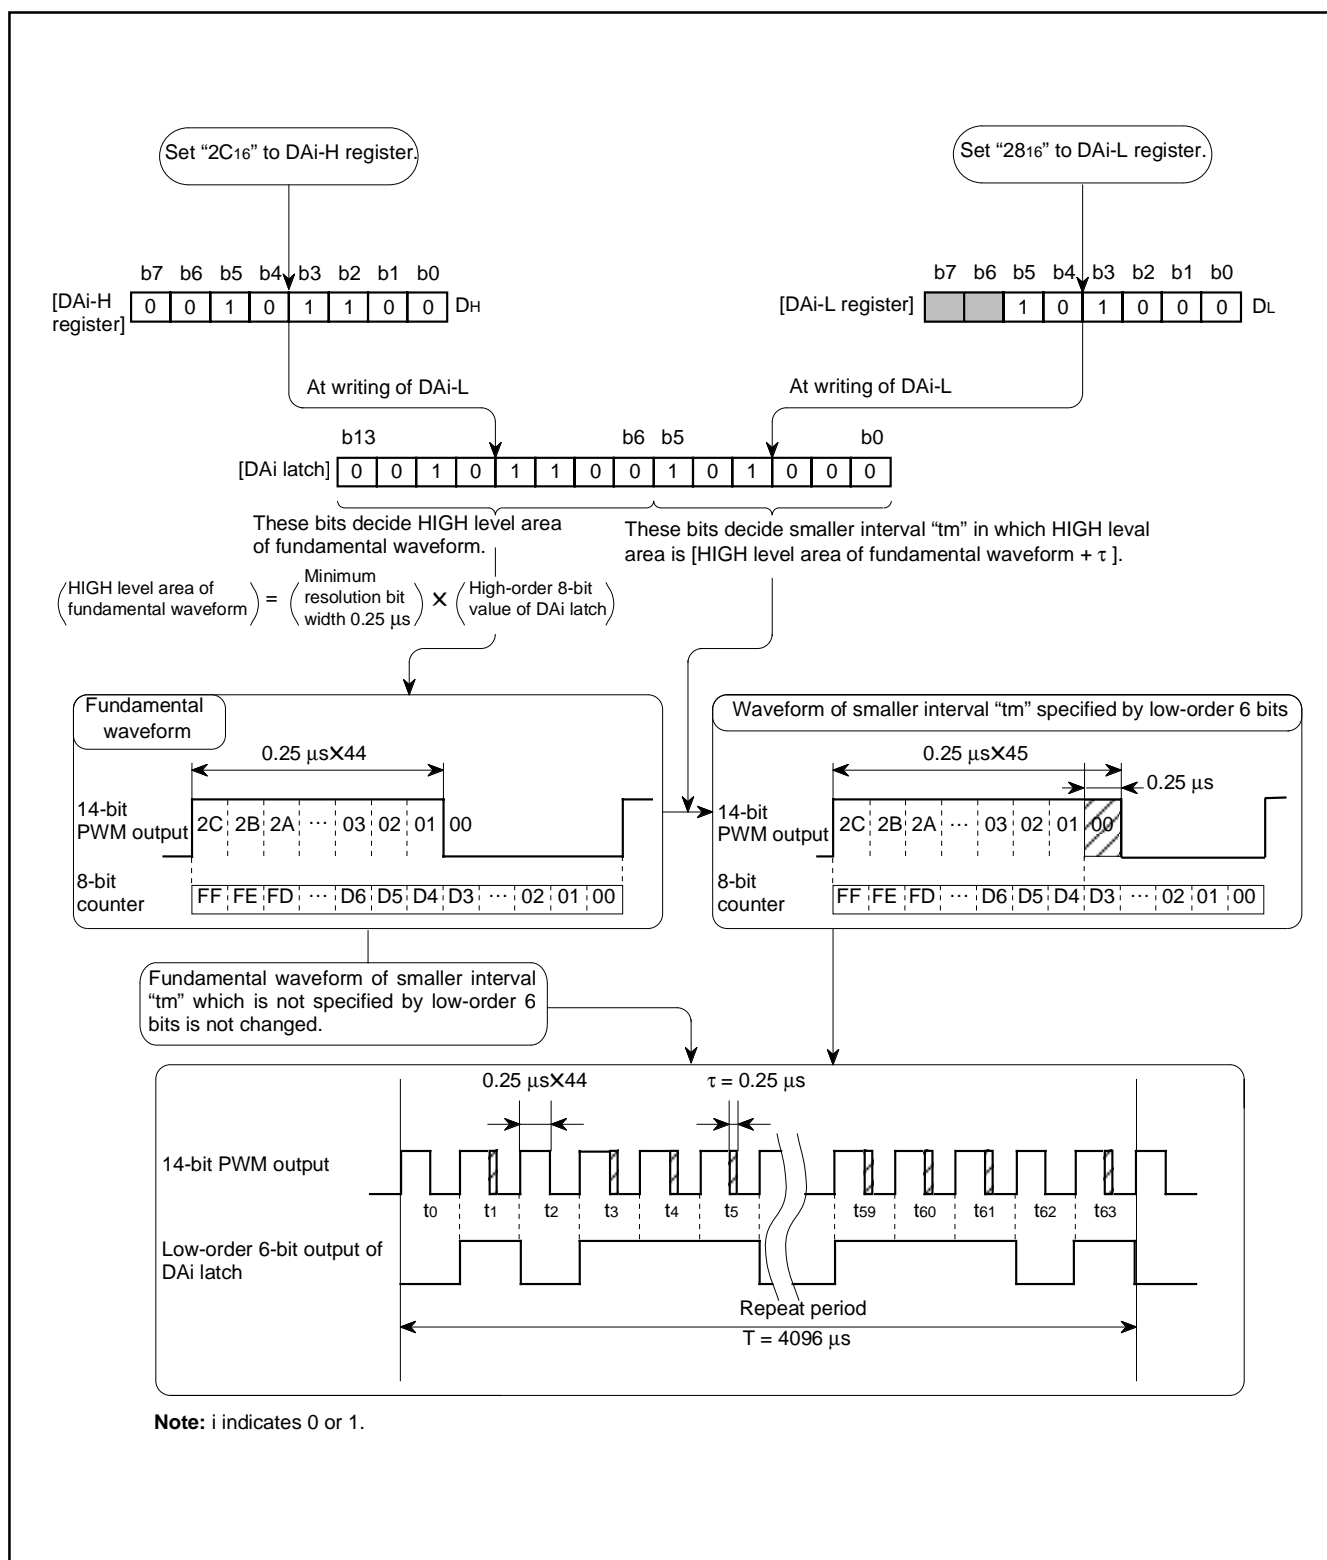 Set “2C16” to DAi-H register.
Set “2816” to DAi-L register.
b7 b6 b5 b4 b3 b2 b1 b0
[DAi-H register] 0 0 1 0 1 1 0 0 DH
b7 b6 b5 b4 b3 b2 b1 b0
[DAi-L register] 1 0 1 0 0 0 DL
At writing of DAi-L
At writing of DAi-L
b13 b6 b5 b0
[DAi latch] 0 0 1 0 1 1 0 0 1 0 1 0 0 0
These bits decide HIGH level area
of fundamental waveform.
These bits decide smaller interval “tm” in which HIGH leval
area is [HIGH level area of fundamental waveform + τ ].
(HIGH level area of fundamental waveform) = (Minimum resolution bit width 0.25 μs) × (High-order 8-bit value of DAi latch)
Fundamental
waveform
0.25 μs×44
14-bit
PWM output
2C 2B 2A ··· 03 02 01 00
8-bit
counter
FF FE FD ··· D6 D5 D4 D3 ··· 02 01 00
Waveform of smaller interval “tm” specified by low-order 6 bits
0.25 μs×45
0.25 μs
14-bit
PWM output
2C 2B 2A ··· 03 02 01 00
8-bit
counter
FF FE FD ··· D6 D5 D4 D3 ··· 02 01 00
Fundamental waveform of smaller interval
“tm” which is not specified by low-order 6
bits is not changed.
0.25 μs×44 τ = 0.25 μs
14-bit PWM output
t0 t1 t2 t3 t4 t5 t59 t60 t61 t62 t63
Low-order 6-bit output of
DAi latch
Repeat period
T = 4096 μs
Note: i indicates 0 or 1.